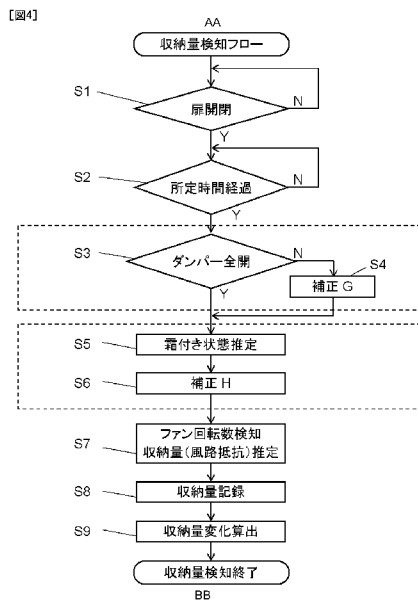 [図4]
AA
収納量検知フロー
S1
扉開閉
N
Y
S2
所定時間経過
N
Y
S3
ダンパー全開
N
S4
補正G
Y
S5
霜付き状態推定
S6
補正H
S7
ファン回転数検知
収納量(風路抵抗)推定
S8
収納量記録
S9
収納量変化算出
収納量検知終了
BB